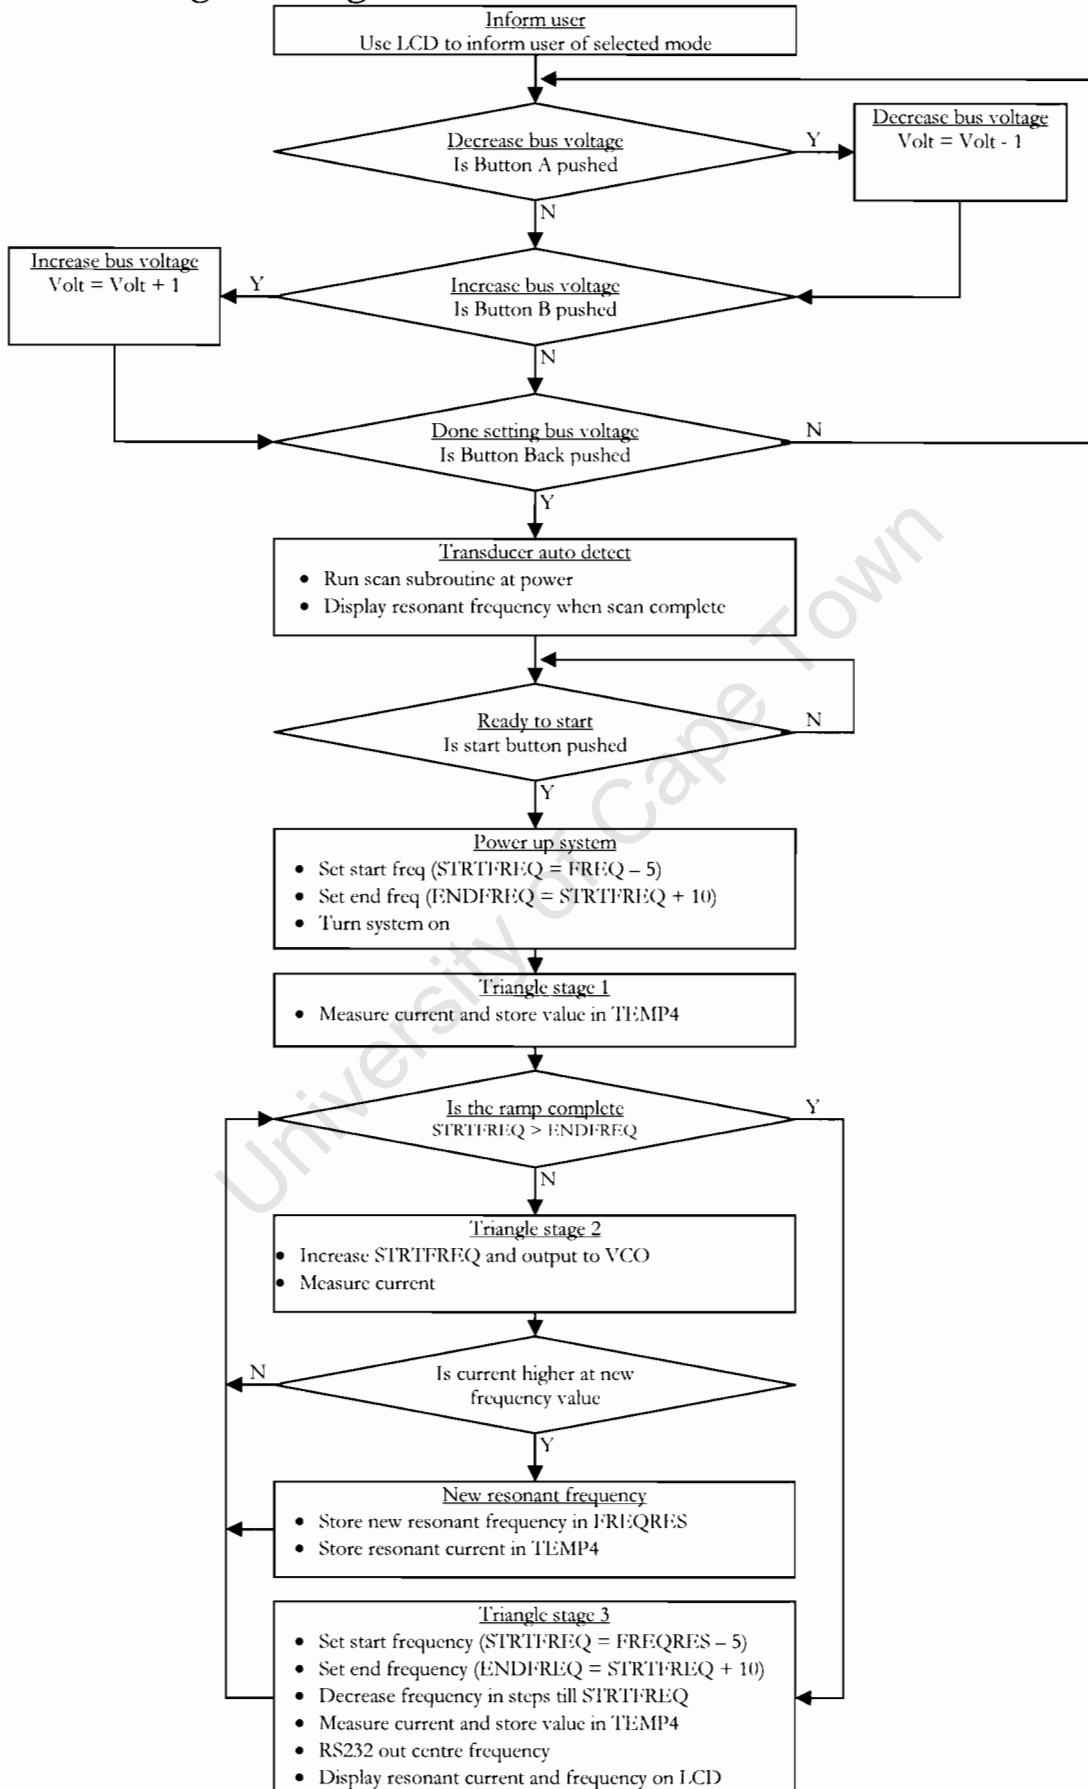 Inform user
Use LCD to inform user of selected mode
Decrease bus voltage
Is Button A pushed
Y
Decrease bus voltage
Volt = Volt - 1
N
Increase bus voltage
Volt = Volt + 1
Y
Increase bus voltage
Is Button B pushed
N
Done setting bus voltage
Is Button Back pushed
N
Y
Transducer auto detect
• Run scan subroutine at power
• Display resonant frequency when scan complete
Ready to start
Is start button pushed
N
Y
Power up system
• Set start freq (STRTFREQ = FREQ – 5)
• Set end freq (ENDFREQ = STRTFREQ + 10)
• Turn system on
Triangle stage 1
• Measure current and store value in TEMP4
Is the ramp complete
STRTFREQ > ENDFREQ
Y
N
Triangle stage 2
• Increase STRTFREQ and output to VCO
• Measure current
Is current higher at new
frequency value
N
Y
New resonant frequency
• Store new resonant frequency in FREQRES
• Store resonant current in TEMP4
Triangle stage 3
• Set start frequency (STRTFREQ = FREQRES – 5)
• Set end frequency (ENDFREQ = STRTFREQ + 10)
• Decrease frequency in steps till STRTFREQ
• Measure current and store value in TEMP4
• RS232 out centre frequency
• Display resonant current and frequency on LCD
University of Cape Town